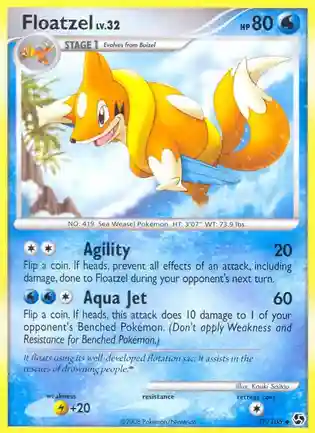 Floatzel LV.32 HP 80
STAGE 1 Evolves from Buizel
NO. 419 Sea Weasel Pokémon HT: 3'07" WT: 73.9 lbs.
Agility 20
Flip a coin. If heads, prevent all effects of an attack, including
damage, done to Floatzel during your opponent's next turn.
Aqua Jet 60
Flip a coin. If heads, this attack does 10 damage to 1 of your
opponent's Benched Pokémon. (Don't apply Weakness and
Resistance for Benched Pokémon.)
It floats using its well-developed flotation sac. It assists in the
rescues of drowning people.
weakness resistance retreat cost
+20
Illus. Kouki Saitou
©2008 Pokémon/Nintendo